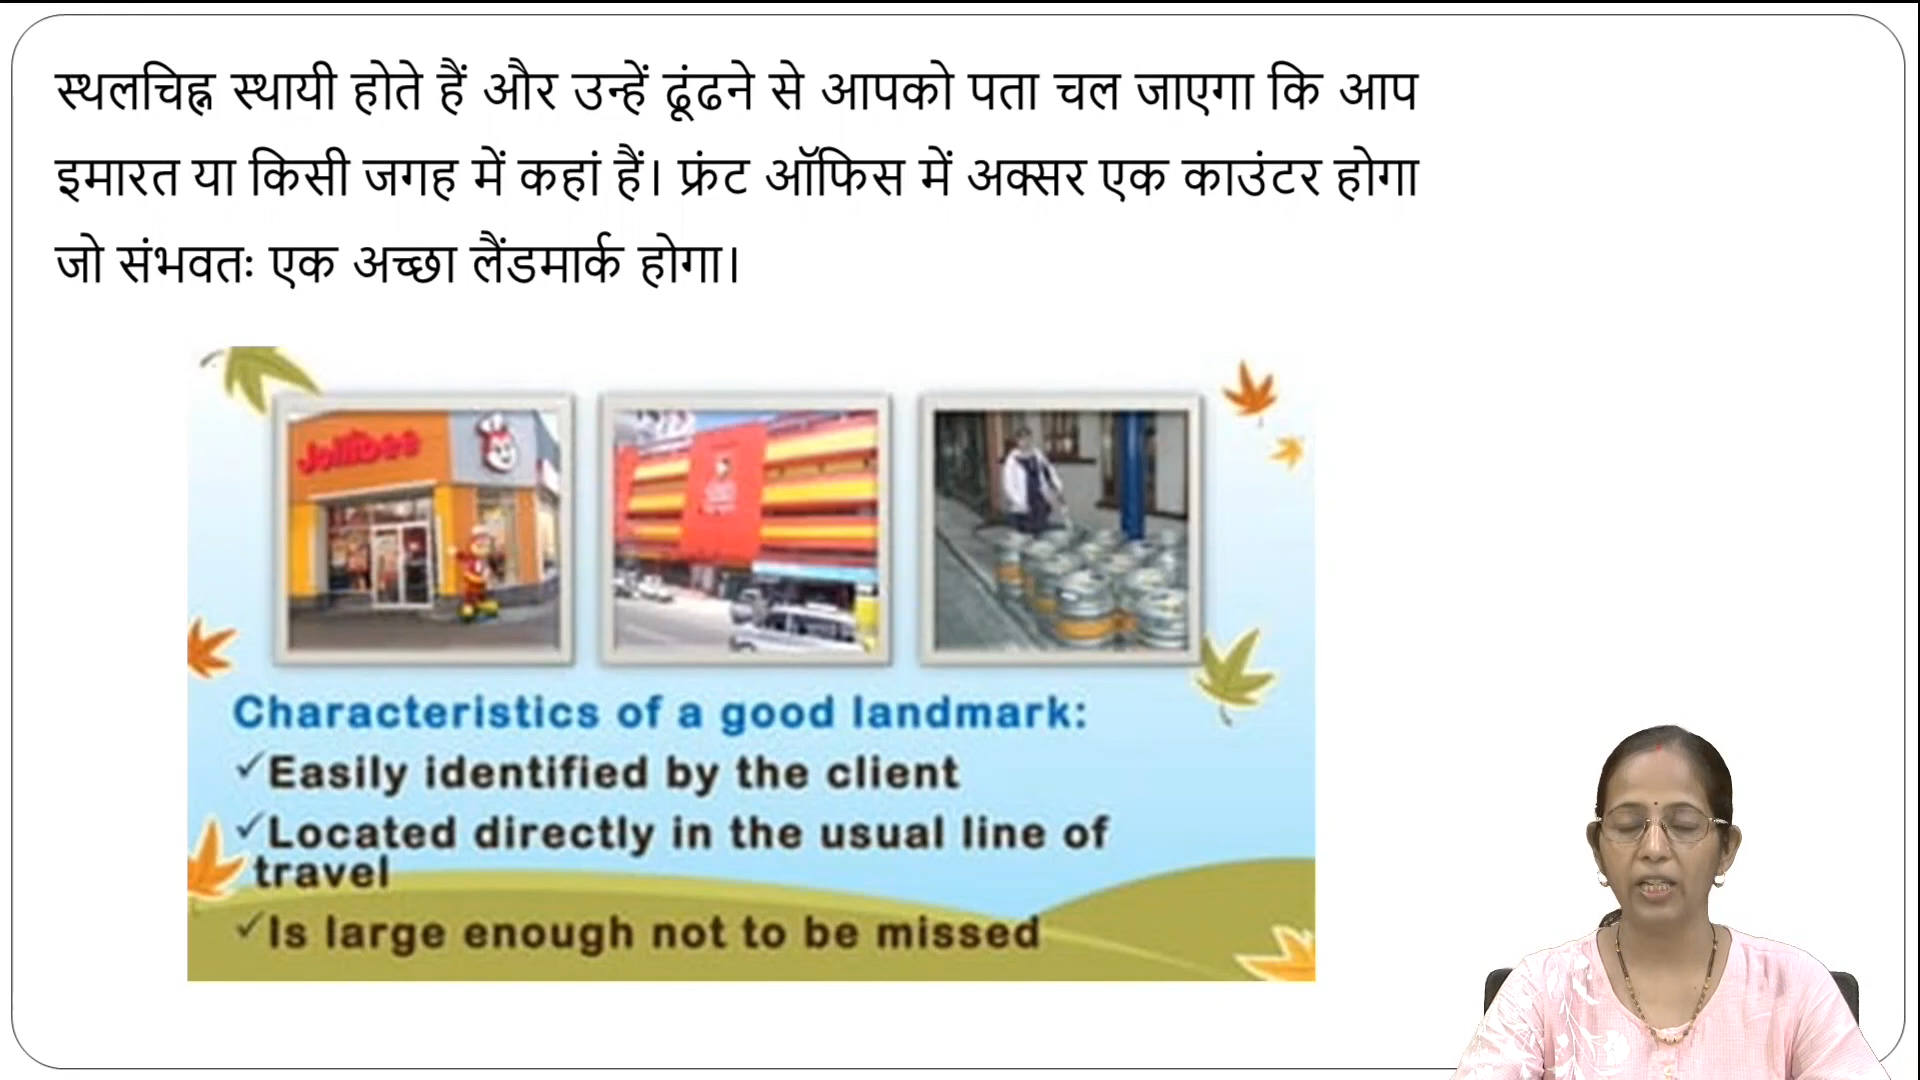 स्थलचिह्न स्थायी होते हैं और उन्हें ढूंढने से आपको पता चल जाएगा कि आप
इमारत या किसी जगह में कहां हैं। फ्रंट ऑफिस में अक्सर एक काउंटर होगा
जो संभवतः एक अच्छा लैंडमार्क होगा।
Jollibee
Characteristics of a good landmark:
✓Easily identified by the client
✓Located directly in the usual line of
travel
✓Is large enough not to be missed